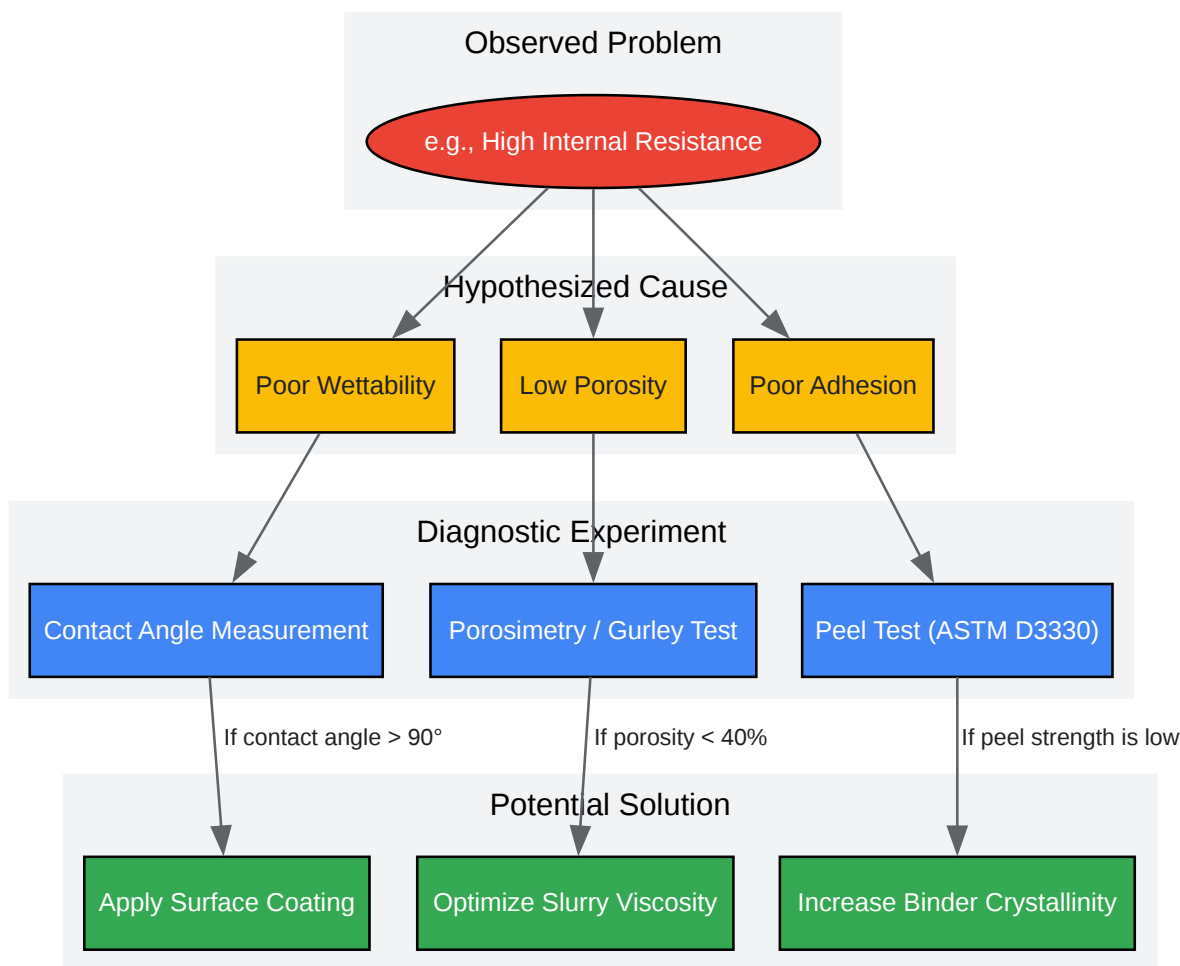 Observed Problem
e.g., High Internal Resistance
Hypothesized Cause
Poor Wettability
Low Porosity
Poor Adhesion
Diagnostic Experiment
Contact Angle Measurement
Porosimetry / Gurley Test
Peel Test (ASTM D3330)
If contact angle > 90°
If porosity < 40%
If peel strength is low
Potential Solution
Apply Surface Coating
Optimize Slurry Viscosity
Increase Binder Crystallinity